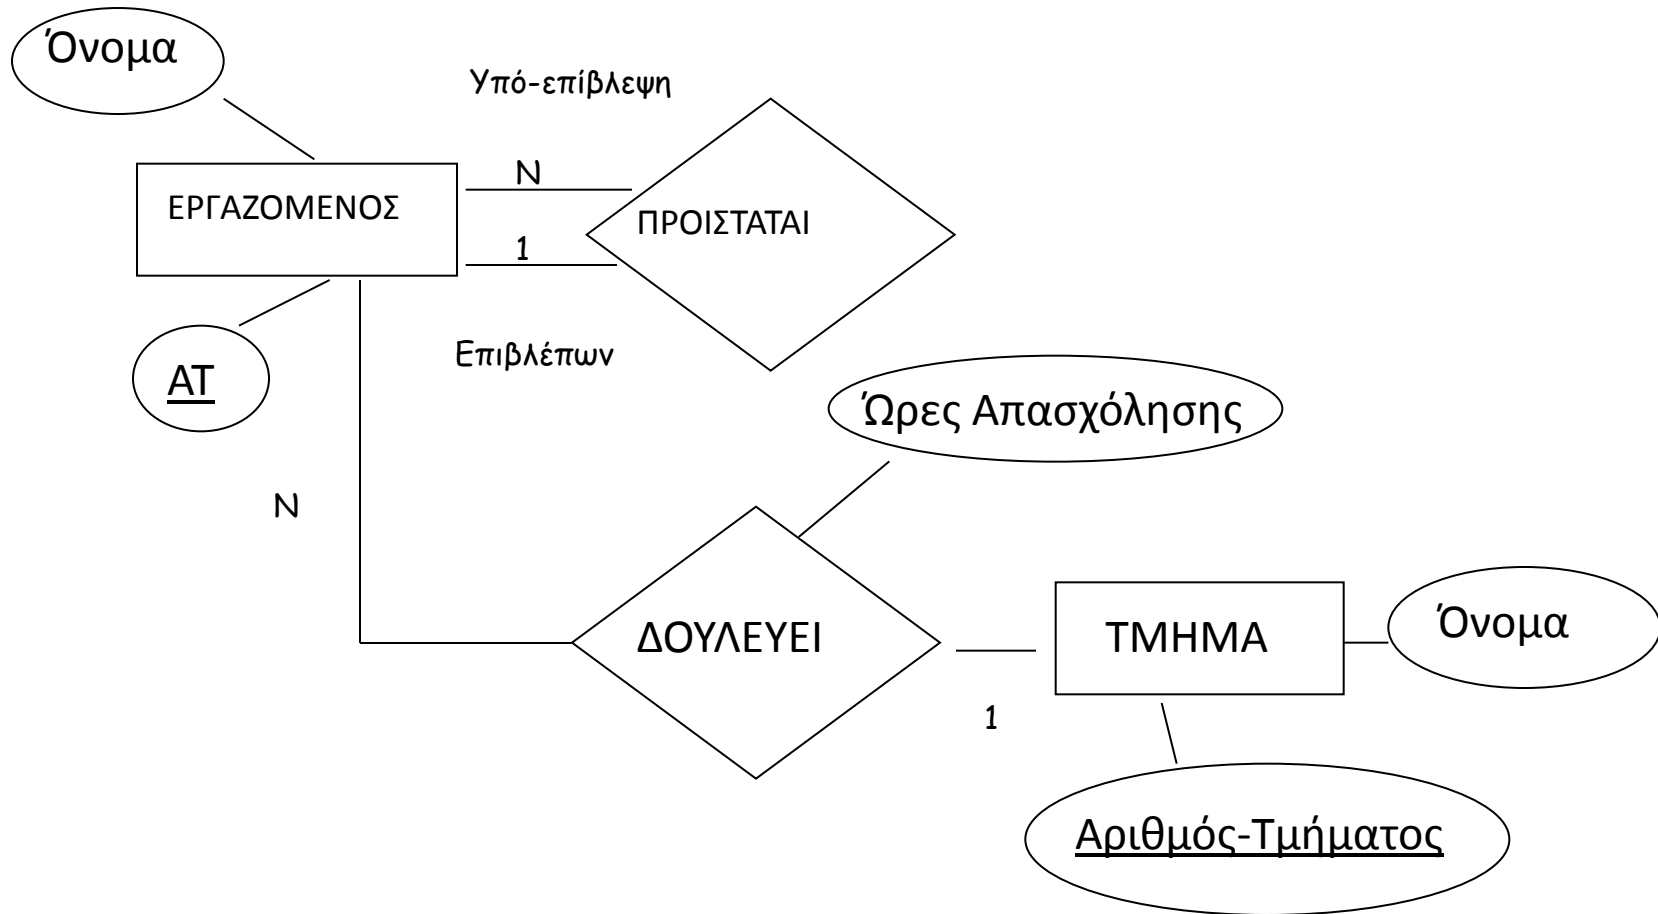 Όνομα
Υπό-επίβλεψη
N
ΕΡΓΑΖΟΜΕΝΟΣ
ΠΡΟΙΣΤΑΤΑΙ
1
Επιβλέπων
ΑΤ
Ώρες Απασχόλησης
N
ΔΟΥΛΕΥΕΙ
ΤΜΗΜΑ
Όνομα
1
Αριθμός-Τμήματος